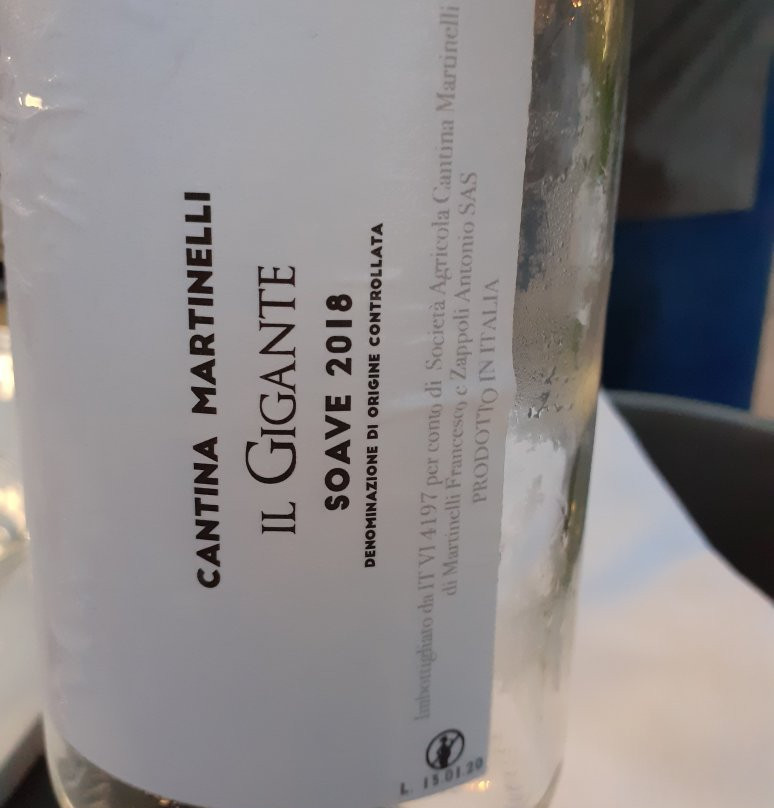 CANTINA MARTINELLI
IL GIGANTE
SOAVE 2018
DENOMINAZIONE DI ORIGINE CONTROLLATA
Imbottigliato da IT VI 4197 per conto di Società Agricola Cantina Martinelli
di Martinelli Francesco e Zappoli Antonio SAS
PRODOTTO IN ITALIA
L. 15.01.20